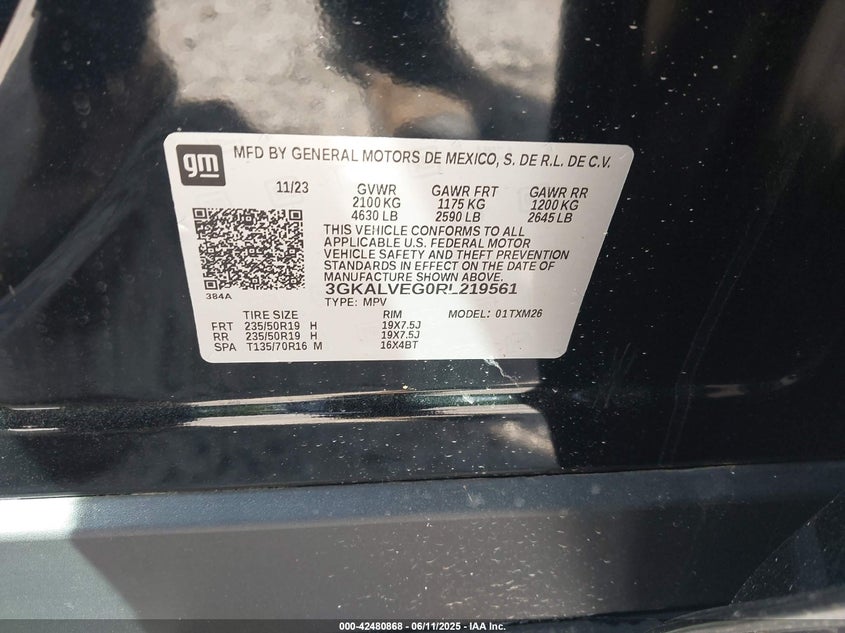 gm
MFD BY GENERAL MOTORS DE MEXICO, S. DE R.L. DE C.V.
11/23 GVWR GAWR FRT GAWR RR
2100 KG 1175 KG 1200 KG
4630 LB 2590 LB 2645 LB
THIS VEHICLE CONFORMS TO ALL
APPLICABLE U.S. FEDERAL MOTOR
VEHICLE SAFETY AND THEFT PREVENTION
STANDARDS IN EFFECT ON THE DATE OF
MANUFACTURE SHOWN ABOVE.
384A
3GKALVEG0RL219561
TYPE: MPV
TIRE SIZE RIM MODEL: 01TXM26
FRT 235/50R19 H 19X7.5J
RR 235/50R19 H 19X7.5J
SPA T135/70R16 M 16X4BT
000-42480868 - 06/11/2025 - IAA Inc.